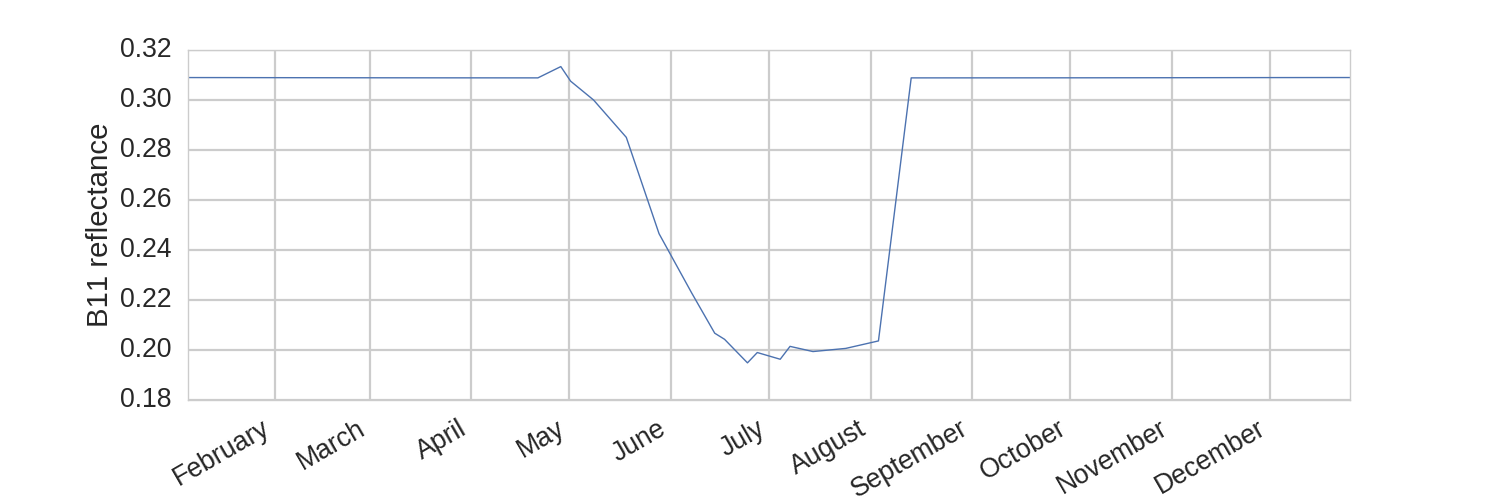 0.32
0.30
0.28
0.26
0.24
0.22
0.20
0.18
B11 reflectance
February
March
April
May
June
July
August
September
October
November
December